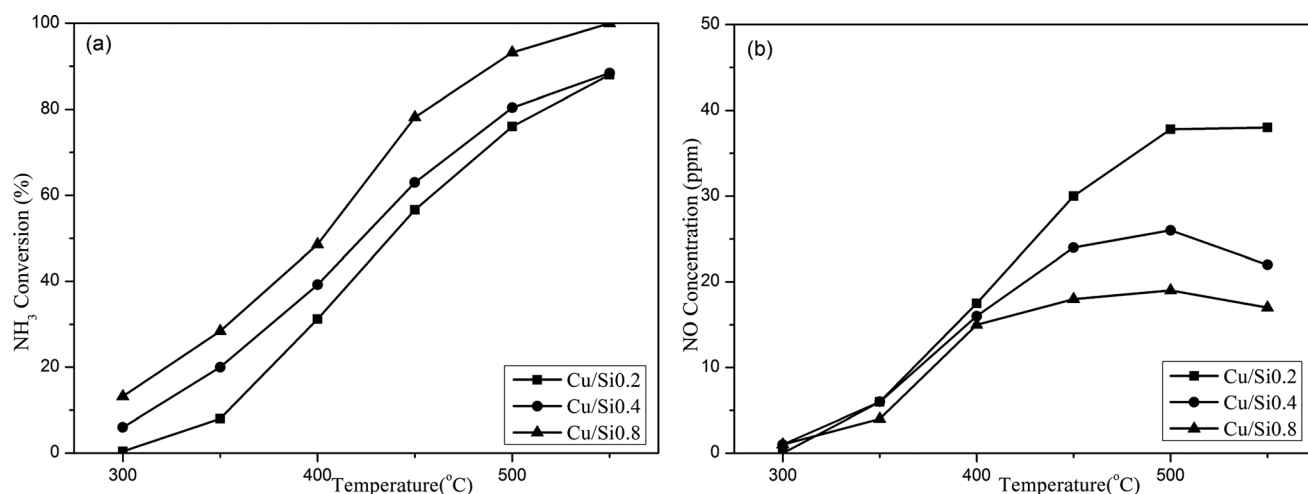 (a)
100
80
60
40
20
0
NH₃ Conversion (%)
300
400
500
Temperature(°C)
Cu/Si0.2
Cu/Si0.4
Cu/Si0.8
(b)
50
40
30
20
10
0
NO Concentration (ppm)
300
400
500
Temperature(°C)
Cu/Si0.2
Cu/Si0.4
Cu/Si0.8